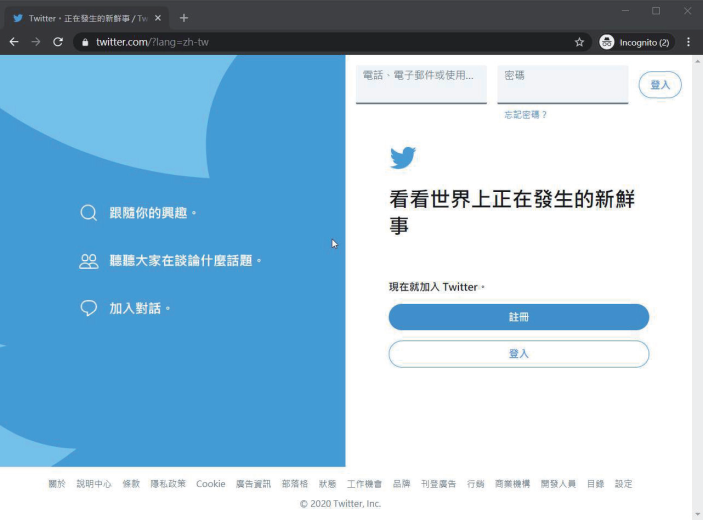 Twitter。正在發生的新鮮事 / Tw
twitter.com/?lang=zh-tw
Incognito (2)
電話、電子郵件或使用...
密碼
登入
忘記密碼？
看看世界上正在發生的新鮮
事
跟隨你的興趣。
聽聽大家在談論什麼話題。
加入對話。
現在就加入 Twitter。
註冊
登入
關於 說明中心 條款 隱私政策 Cookie 廣告資訊 部落格 狀態 工作機會 品牌 刊登廣告 行銷 商業機構 開發人員 目錄 設定
© 2020 Twitter, Inc.